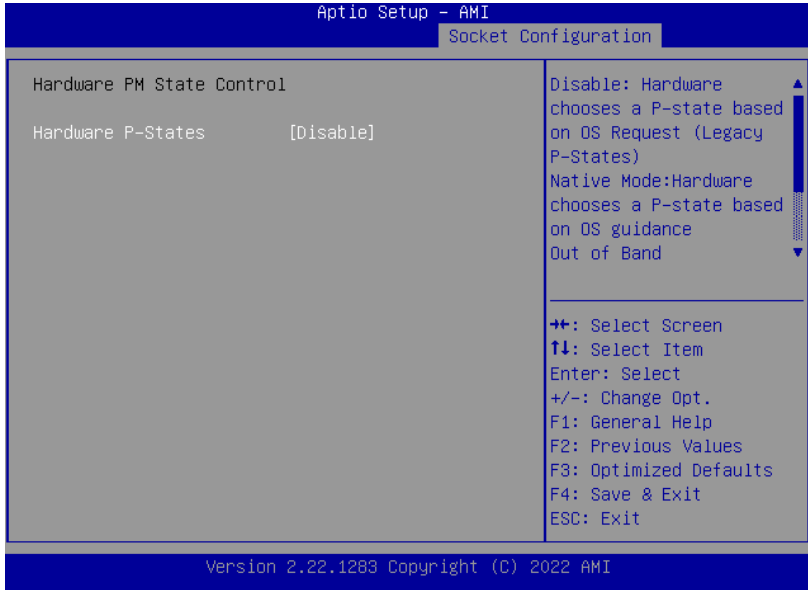 Aptio Setup – AMI
Socket Configuration
Hardware PM State Control
Hardware P-States [Disable]
Disable: Hardware
chooses a P-state based
on OS Request (Legacy
P-States)
Native Mode:Hardware
chooses a P-state based
on OS guidance
Out of Band
→←: Select Screen
↑↓: Select Item
Enter: Select
+/-: Change Opt.
F1: General Help
F2: Previous Values
F3: Optimized Defaults
F4: Save & Exit
ESC: Exit
Version 2.22.1283 Copyright (C) 2022 AMI